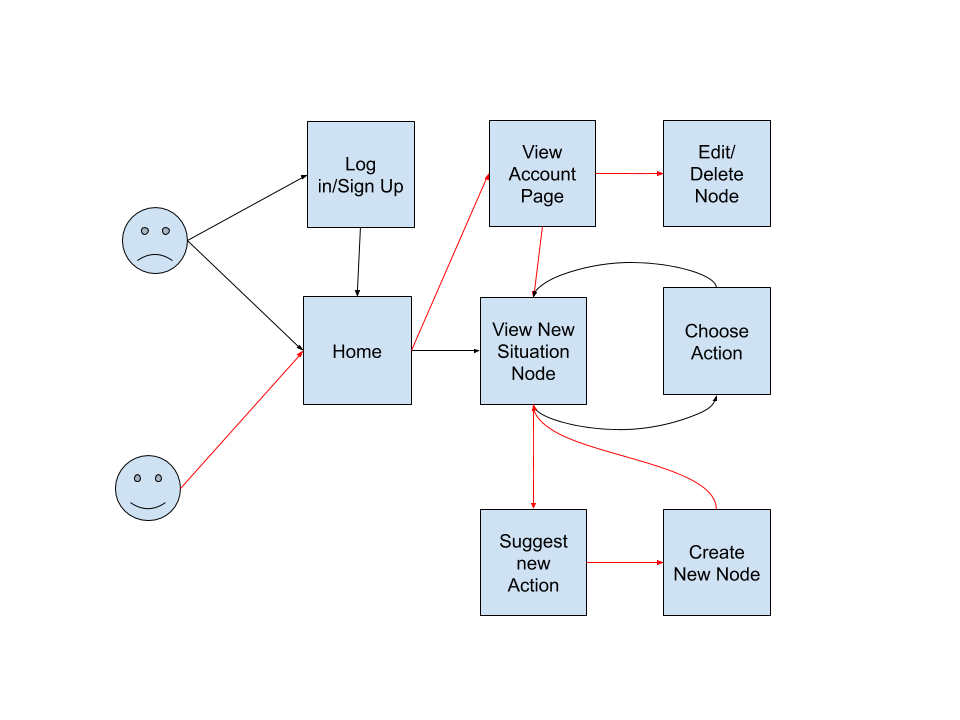 Log
in/Sign Up
View
Account
Page
Edit/
Delete
Node
Home
View New
Situation
Node
Choose
Action
Suggest
new
Action
Create
New Node